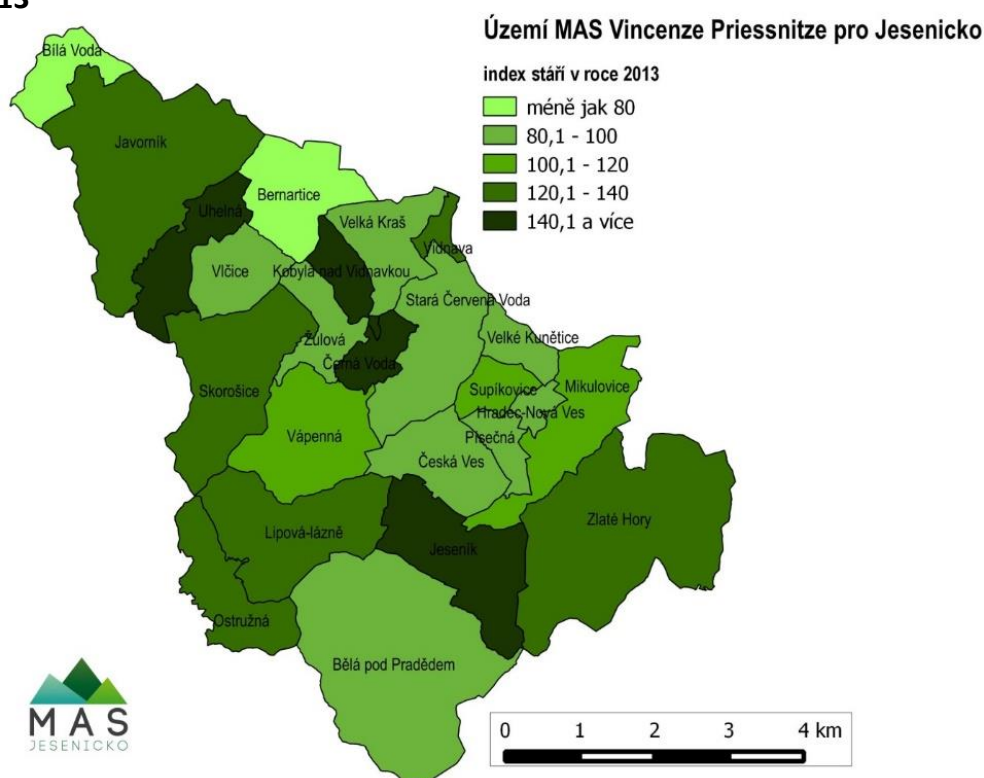 13
Území MAS Vincenze Priessnitze pro Jesenicko
index stáří v roce 2013
méně jak 80
80,1 - 100
100,1 - 120
120,1 - 140
140,1 a více
Bílá Voda
Javorník
Bernartice
Uhelná
Velká Kraš
Vidnava
Vlčice
Kobylá nad Vidnavkou
Stará Červená Voda
Žulová
Velké Kunětice
Černá Voda
Skorošice
Supíkovice
Mikulovice
Hradec-Nová Ves
Vápenná
Písečná
Česká Ves
Zlaté Hory
Lipová-lázně
Jeseník
Ostružná
Bělá pod Pradědem
MAS
JESENICKO
0 1 2 3 4 km